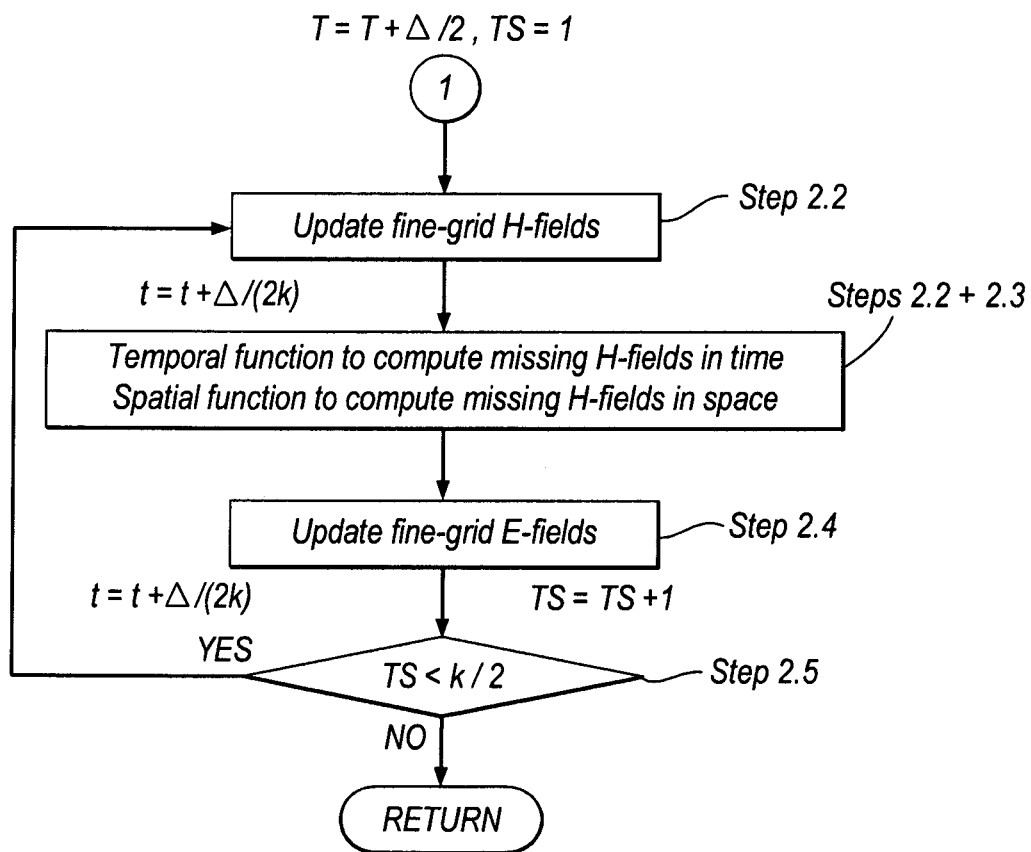 T = T + △ /2 , TS = 1
1
Update fine-grid H-fields
Step 2.2
t = t + △ /(2k)
Steps 2.2 + 2.3
Temporal function to compute missing H-fields in time
Spatial function to compute missing H-fields in space
Update fine-grid E-fields
Step 2.4
t = t + △ /(2k)
TS = TS +1
YES
TS < k / 2
Step 2.5
NO
RETURN